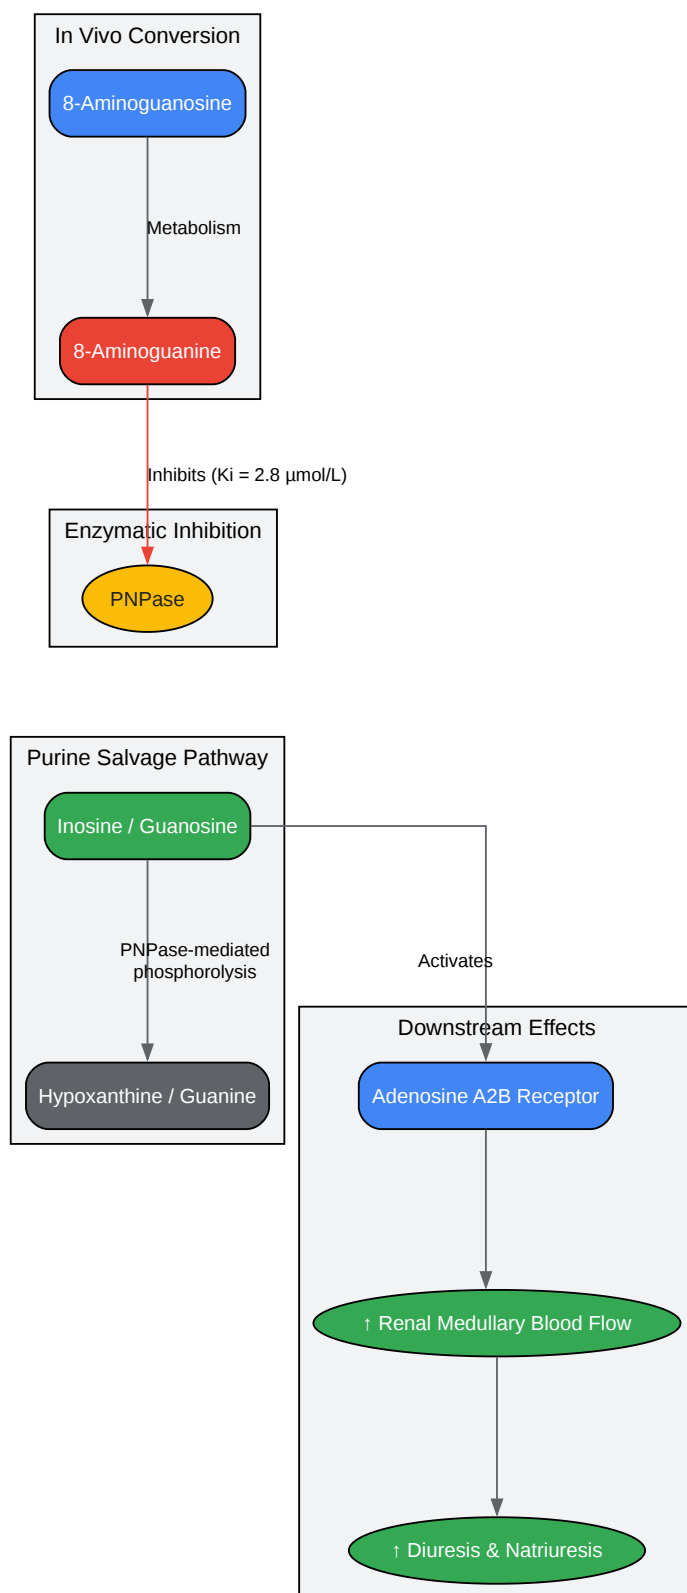 In Vivo Conversion
8-Aminoguanosine
Metabolism
8-Aminoguanine
Inhibits (Ki = 2.8 µmol/L)
Enzymatic Inhibition
PNPase
Purine Salvage Pathway
Inosine / Guanosine
PNPase-mediated
phosphorolysis
Activates
Downstream Effects
Hypoxanthine / Guanine
Adenosine A2B Receptor
↑ Renal Medullary Blood Flow
↑ Diuresis & Natriuresis